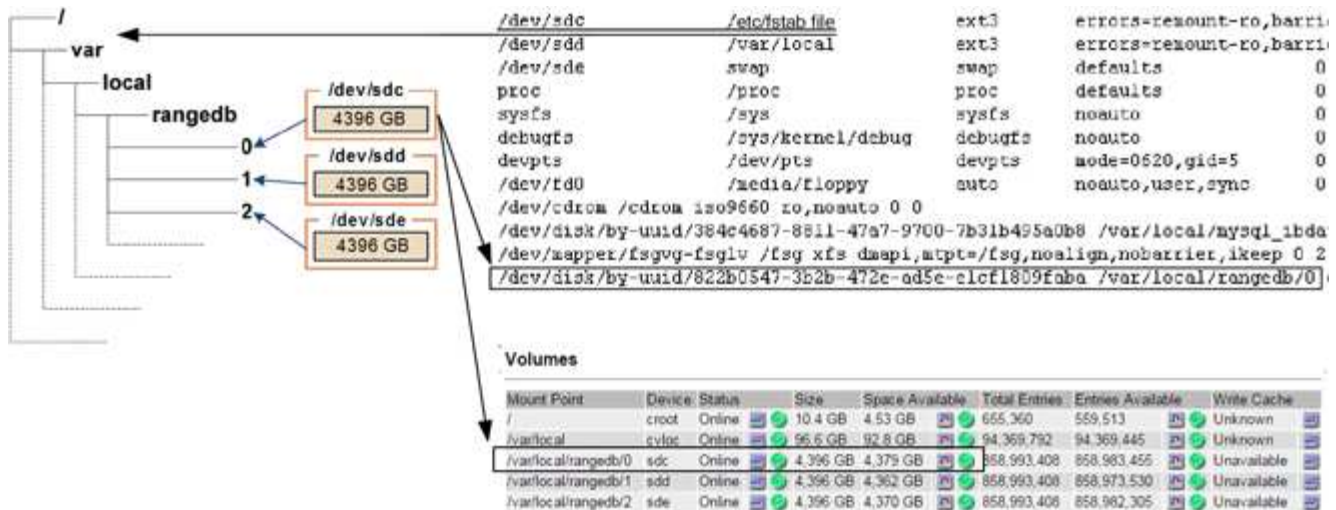 /
var
local
rangedb
0
1
2
/dev/sdc
4396 GB
/dev/sdd
4396 GB
/dev/sde
4396 GB
/dev/sdc /etc/fstab file ext3 errors=remount-ro,barri
/dev/sdd /var/local ext3 errors=remount-ro,barri
/dev/sde swap swap defaults 0
proc /proc proc defaults 0
sysfs /sys sysfs noauto 0
debugfs /sys/kernel/debug debugfs noauto 0
devpts /dev/pts devpts mode=0620,gid=5 0
/dev/fd0 /media/floppy auto noauto,user,sync 0
/dev/cdrom /cdrom iso9660 ro,noauto 0 0
/dev/disk/by-uuid/384c4687-8811-47a7-9700-7b31b495a0b8 /var/local/mysql_ibda
/dev/mapper/fsgvg-fsglv /fsg xfs dmapi,mtpt=/fsg,noalign,nobarrier,ikeep 0 2
/dev/disk/by-uuid/822b0547-3b2b-472e-ad5e-e1cf1809faba /var/local/rangedb/0
Volumes
Mount Point Device Status Size Space Available Total Entries Entries Available Write Cache
/ croot Online 10.4 GB 4.53 GB 655,360 559,513 Unknown
/var/local cvloc Online 96.6 GB 92.8 GB 94,369,792 94,369,445 Unknown
/var/local/rangedb/0 sdc Online 4,396 GB 4,379 GB 858,993,408 858,983,455 Unavailable
/var/local/rangedb/1 sdd Online 4,396 GB 4,362 GB 858,993,408 858,973,530 Unavailable
/var/local/rangedb/2 sde Online 4,396 GB 4,370 GB 858,993,408 858,982,305 Unavailable